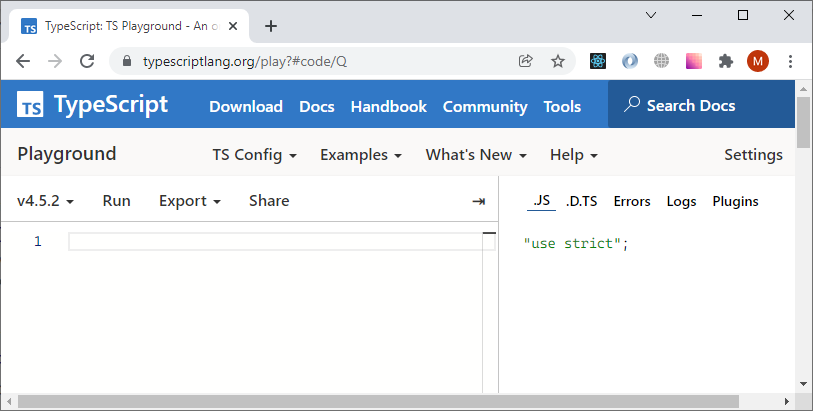 TS TypeScript: TS Playground - An o
typescriptlang.org/play?#code/Q
M
TS TypeScript Download Docs Handbook Community Tools Search Docs
Playground TS Config Examples What's New Help Settings
v4.5.2 Run Export Share .JS .D.TS Errors Logs Plugins
1 "use strict";